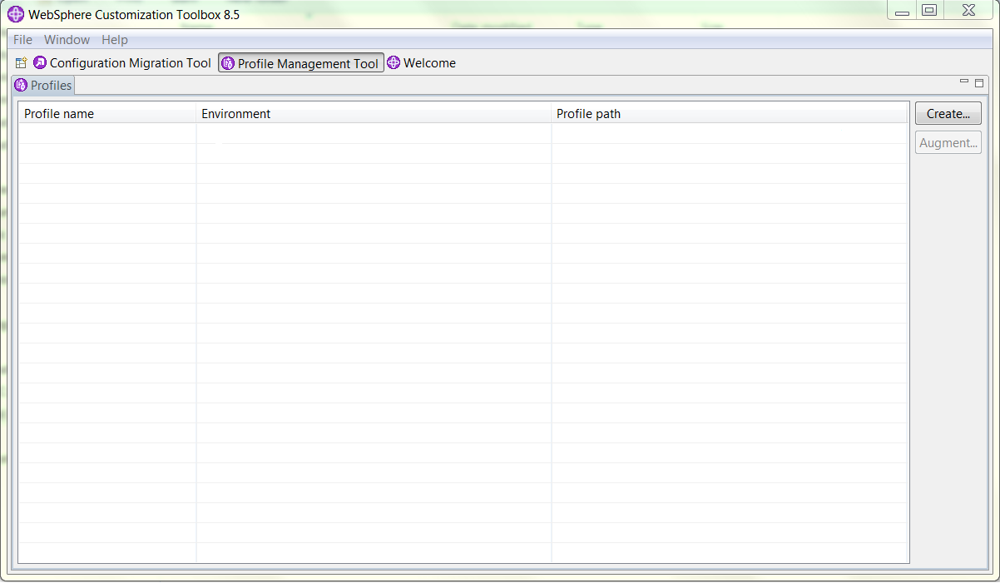 WebSphere Customization Toolbox 8.5
File Window Help
Configuration Migration Tool Profile Management Tool Welcome
Profiles
Profile name Environment Profile path Create...
Augment...